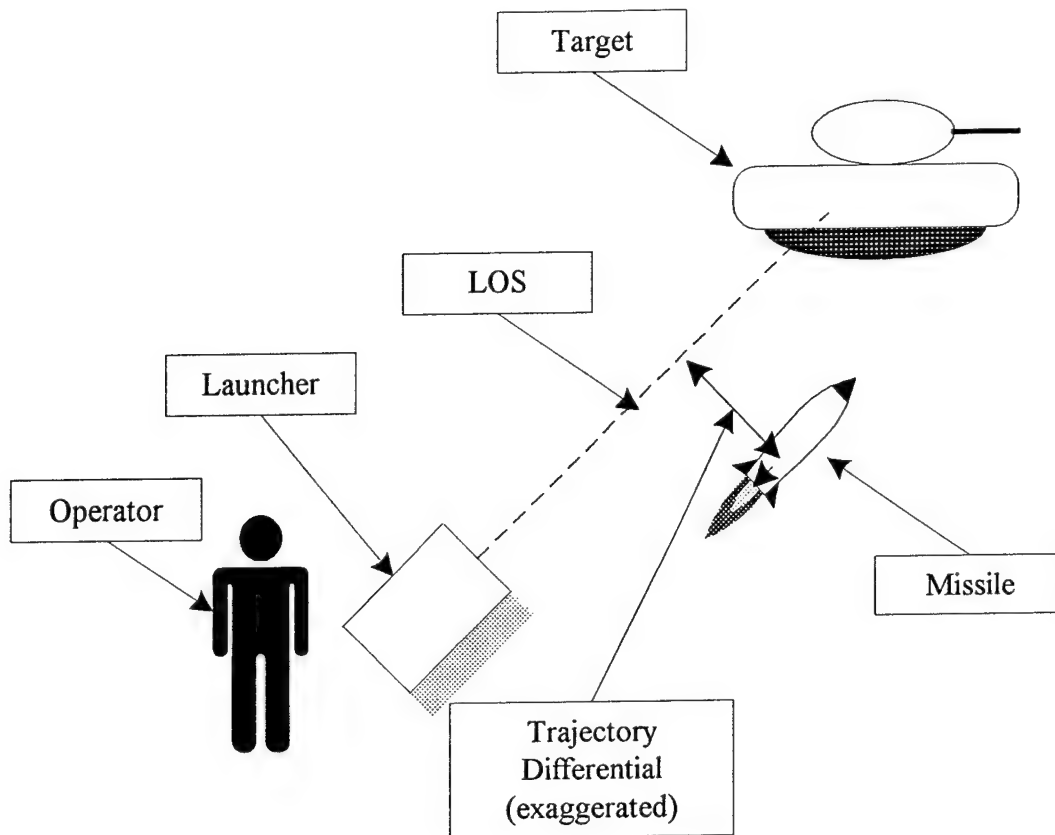 Target
LOS
Launcher
Operator
Missile
Trajectory
Differential
(exaggerated)